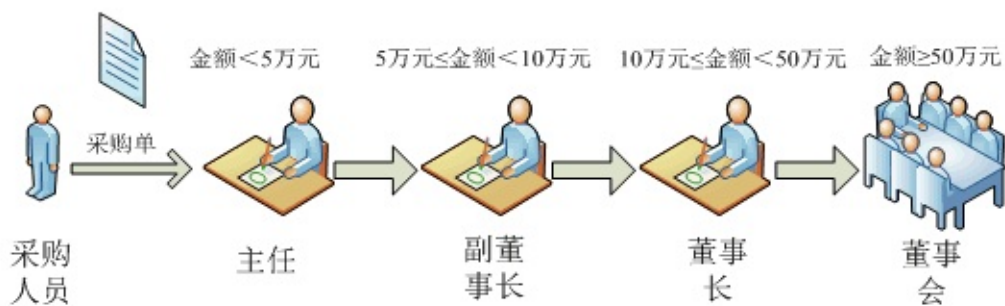 金额＜5万元
5万元≤金额＜10万元
10万元≤金额＜50万元
金额≥50万元
采购单
采购
人员
主任
副董
事长
董事
长
董事
会